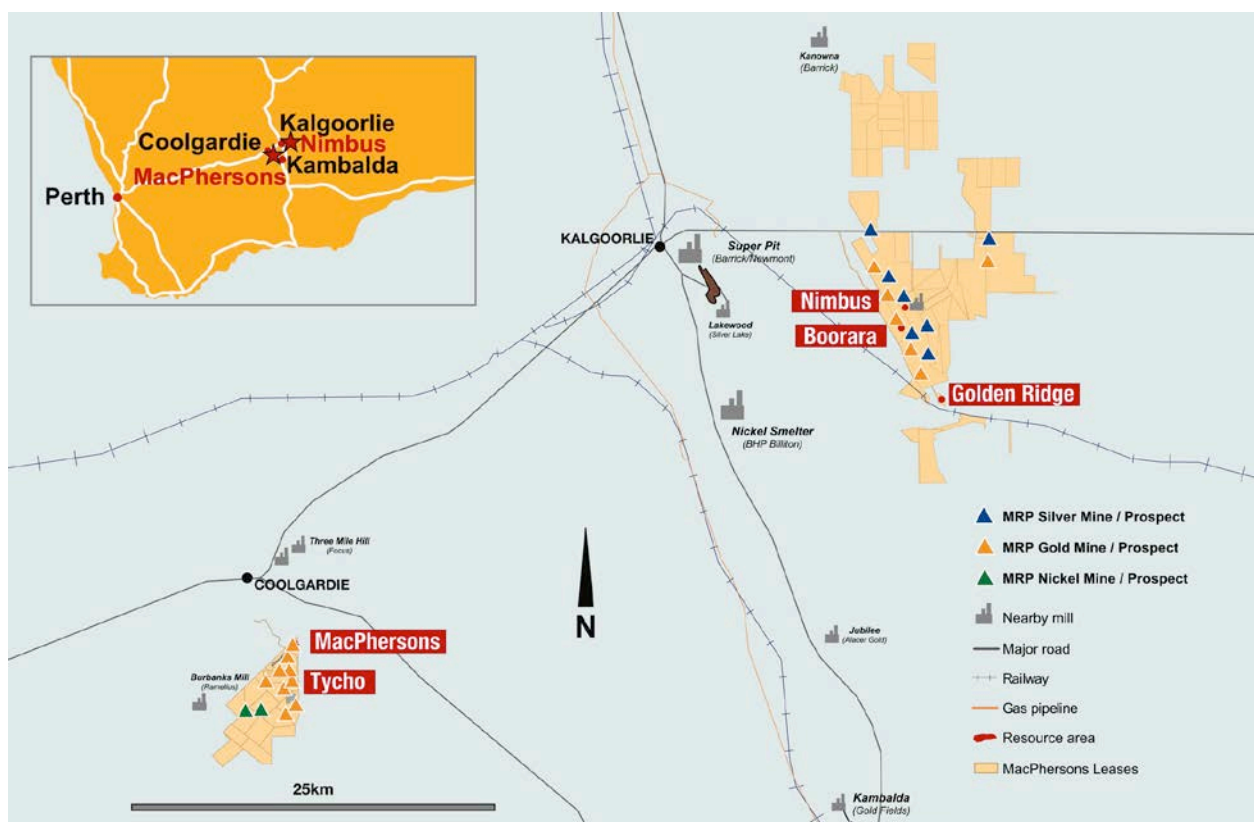 Kanowna
(Barrick)
Kalgoorlie
Coolgardie
Nimbus
Kambalda
MacPhersons
Perth
KALGOORLIE
Super Pit
(Barrick/Newmont)
Nimbus
Lakewood
(Silver Lake)
Boorara
Golden Ridge
Nickel Smelter
(BHP Billiton)
MRP Silver Mine / Prospect
MRP Gold Mine / Prospect
MRP Nickel Mine / Prospect
Nearby mill
Major road
Railway
Gas pipeline
Resource area
MacPhersons Leases
Three Mile Hill
(Focus)
COOLGARDIE
N
MacPhersons
Jubilee
(Alacer Gold)
Burbanks Mill
(Ramelius)
Tycho
25km
Kambalda
(Gold Fields)